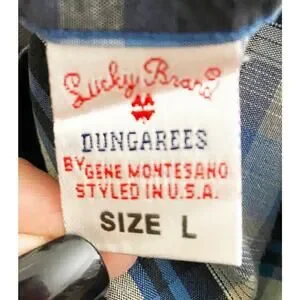 Lucky Brand
DUNGAREES
BY GENE MONTESANO
STYLED IN U.S.A.
SIZE L